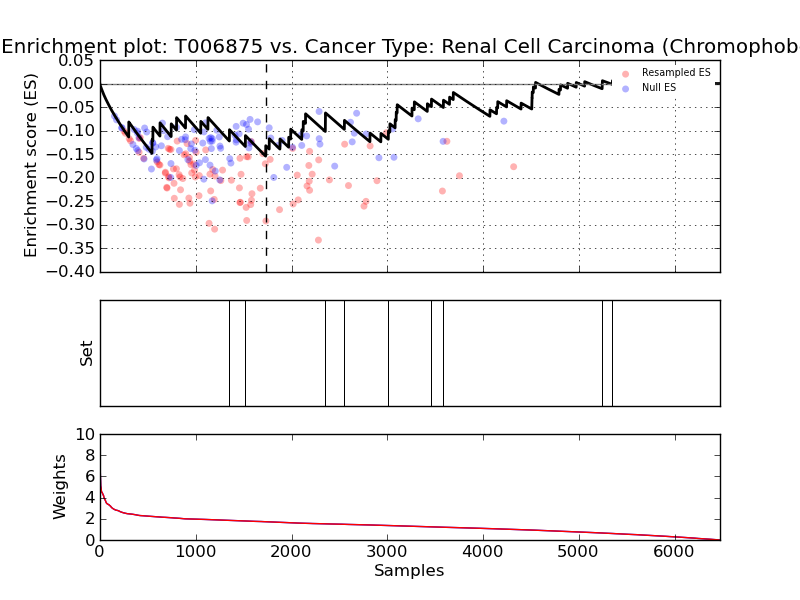 Enrichment plot: T006875 vs. Cancer Type: Renal Cell Carcinoma (Chromophob
0.05
0.00
−0.05
−0.10
−0.15
−0.20
−0.25
−0.30
−0.35
−0.40
Enrichment score (ES)
Resampled ES
Null ES
Set
10
8
6
4
2
0
Weights
0 1000 2000 3000 4000 5000 6000
Samples